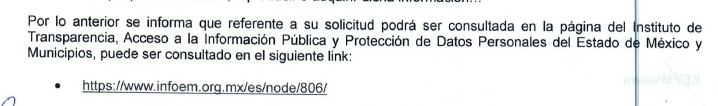 Por lo anterior se informa que referente a su solicitud podrá ser consultada en la página del Instituto de
Transparencia, Acceso a la Información Pública y Protección de Datos Personales del Estado de México y
Municipios, puede ser consultado en el siguiente link:
• https://www.infoem.org.mx/es/node/806/